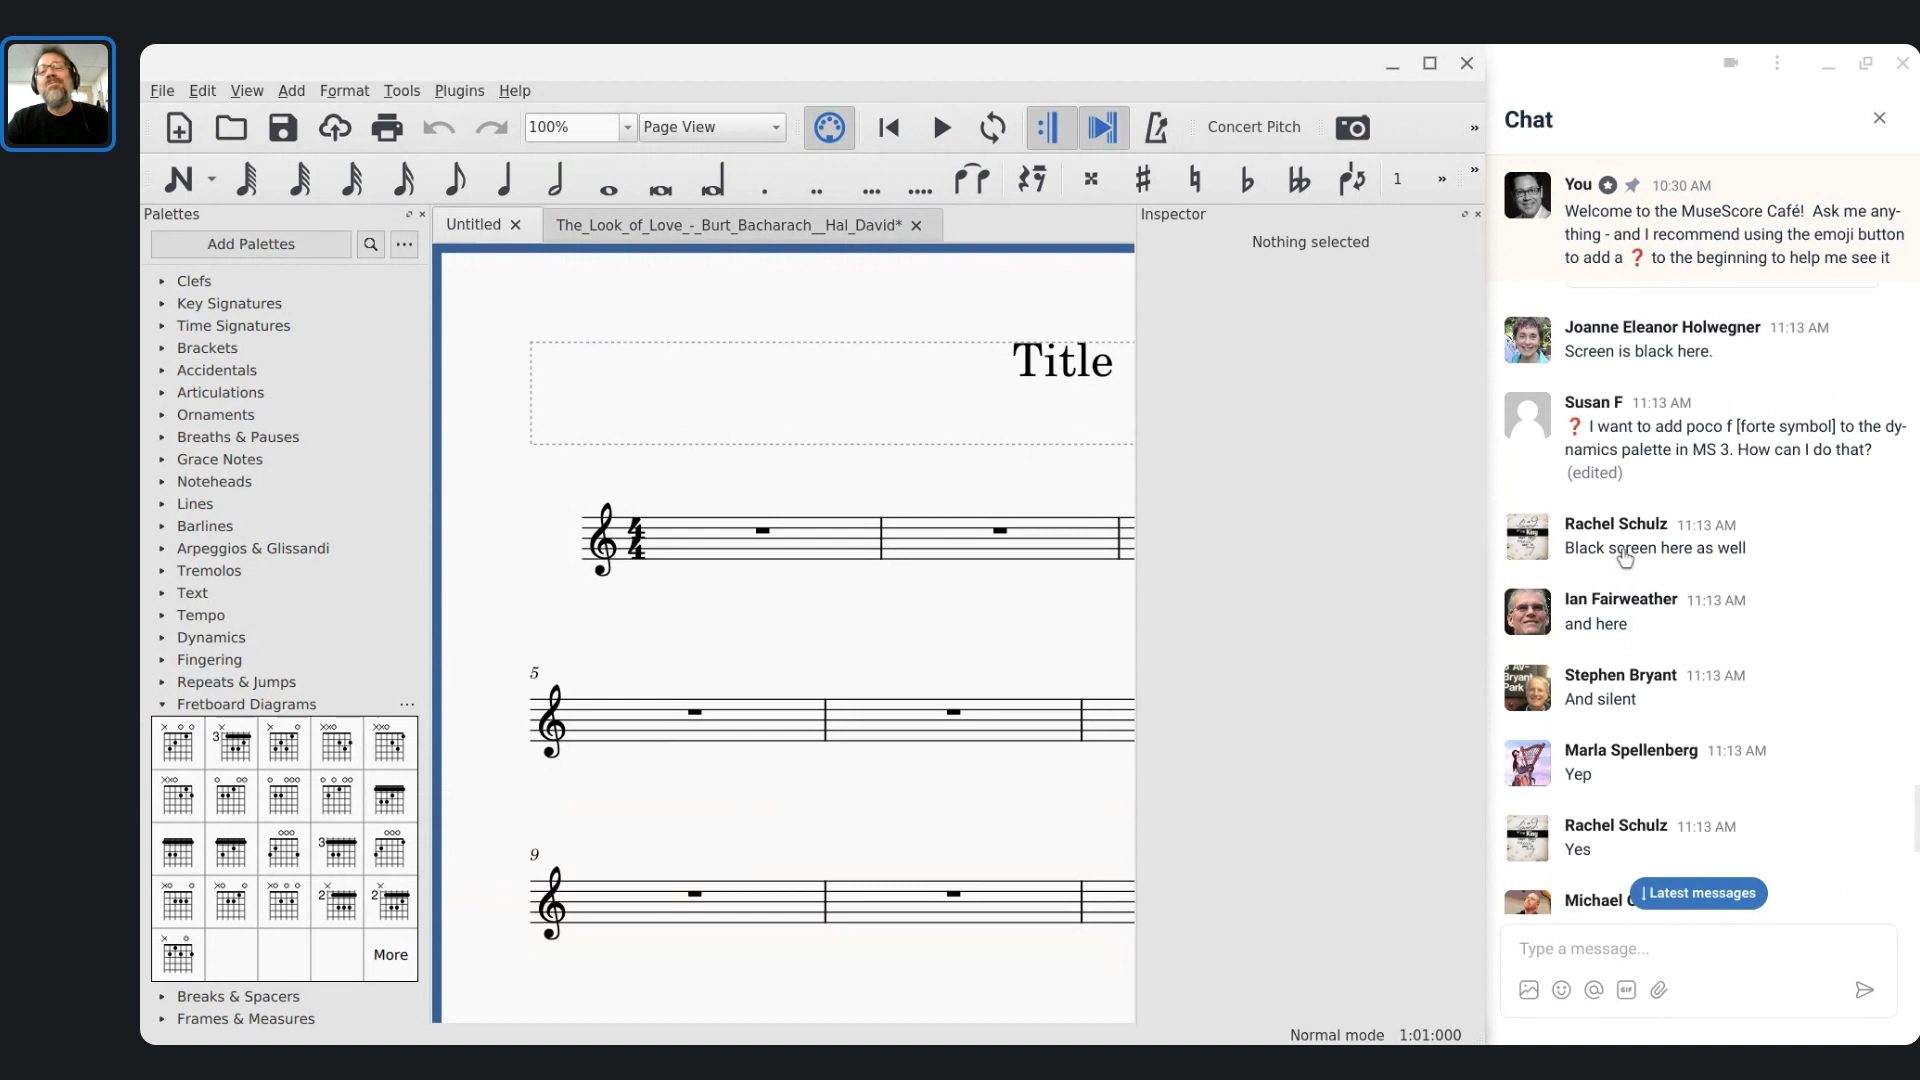 File Edit View Add Format Tools Plugins Help
100% Page View Concert Pitch »
1 » »
Palettes
Add Palettes
Clefs
Key Signatures
Time Signatures
Brackets
Accidentals
Articulations
Ornaments
Breaths & Pauses
Grace Notes
Noteheads
Lines
Barlines
Arpeggios & Glissandi
Tremolos
Text
Tempo
Dynamics
Fingering
Repeats & Jumps
Fretboard Diagrams
More
Breaks & Spacers
Frames & Measures
Untitled The_Look_of_Love_-_Burt_Bacharach__Hal_David*
Title
5
9
Inspector
Nothing selected
Normal mode 1:01:000
Chat
You 10:30 AM
Welcome to the MuseScore Café! Ask me any-
thing - and I recommend using the emoji button
to add a ❓ to the beginning to help me see it
Joanne Eleanor Holwegner 11:13 AM
Screen is black here.
Susan F 11:13 AM
❓ I want to add poco f [forte symbol] to the dy-
namics palette in MS 3. How can I do that?
(edited)
Rachel Schulz 11:13 AM
Black screen here as well
Ian Fairweather 11:13 AM
and here
Stephen Bryant 11:13 AM
And silent
Marla Spellenberg 11:13 AM
Yep
Rachel Schulz 11:13 AM
Yes
Michael
Latest messages
Type a message...
GIF